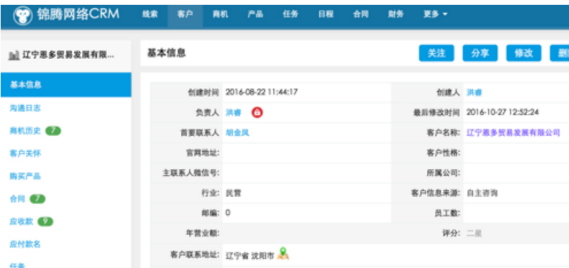 锦腾网络CRM 线索 客户 商机 产品 任务 日程 合同 财务 更多
辽宁恩多贸易发展有限...
基本信息 关注 分享 修改
基本信息
沟通日志
商机历史 7
客户关怀
购买产品
合同 7
应收款 9
应付款名
任务
创建时间 2016-08-22 11:44:17 创建人 洪睿
负责人 洪睿 最后修改时间 2016-10-27 12:52:24
首要联系人 胡金凤 客户名称: 辽宁恩多贸易发展有限公司
官网地址: 客户性格:
主联系人微信号: 所属公司:
行业: 民营 客户信息来源: 自主咨询
邮编: 0 员工数:
年营业额: 评分: 二星
客户联系地址: 辽宁省 沈阳市